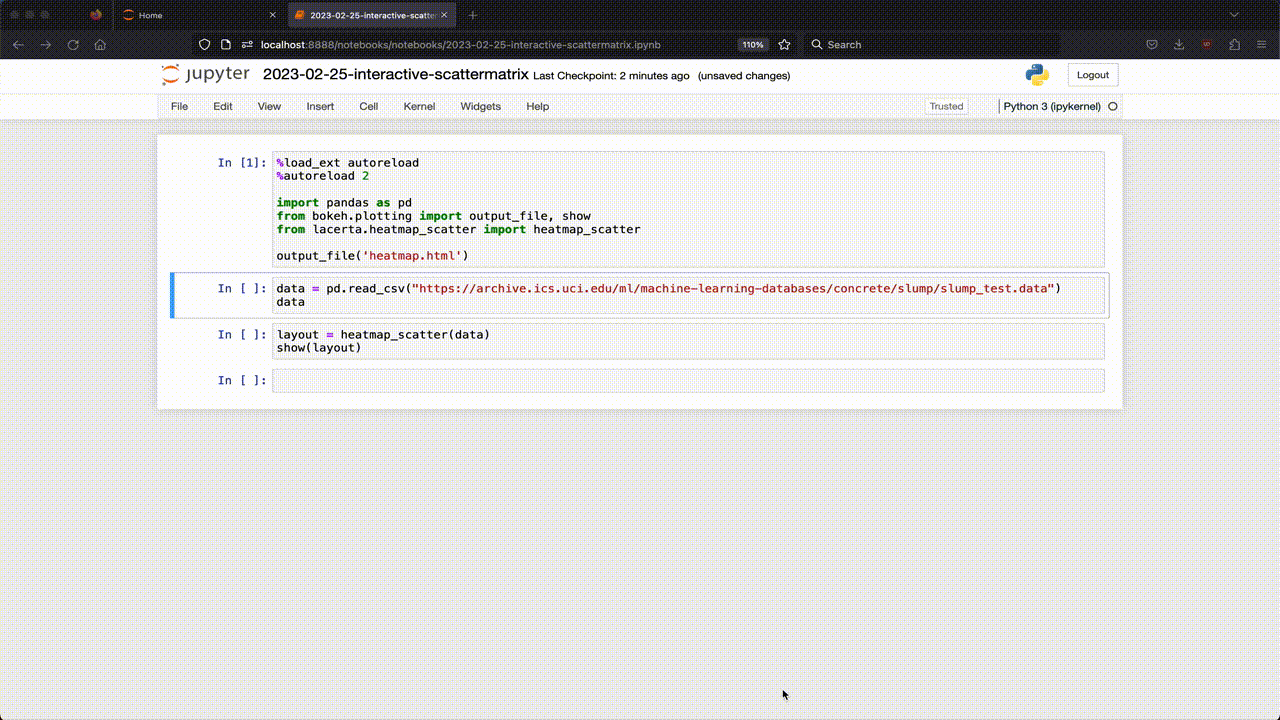 Home
2023-02-25-interactive-scatter
localhost:8888/notebooks/notebooks/2023-02-25-interactive-scattermatrix.ipynb 110% Search
jupyter 2023-02-25-interactive-scattermatrix Last Checkpoint: 2 minutes ago (unsaved changes) Logout
File Edit View Insert Cell Kernel Widgets Help Trusted Python 3 (ipykernel)
In [1]: %load_ext autoreload
%autoreload 2
import pandas as pd
from bokeh.plotting import output_file, show
from lacerta.heatmap_scatter import heatmap_scatter
output_file('heatmap.html')
In [ ]: data = pd.read_csv("https://archive.ics.uci.edu/ml/machine-learning-databases/concrete/slump/slump_test.data")
data
In [ ]: layout = heatmap_scatter(data)
show(layout)
In [ ]: